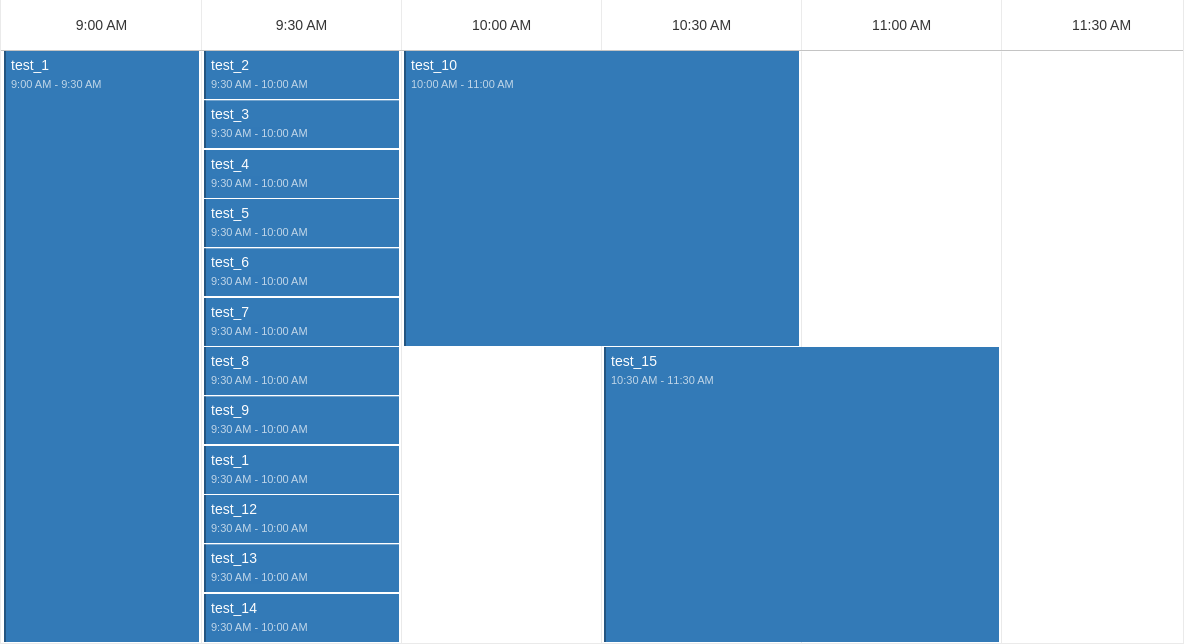 9:00 AM
9:30 AM
10:00 AM
10:30 AM
11:00 AM
11:30 AM
test_1
9:00 AM - 9:30 AM
test_2
9:30 AM - 10:00 AM
test_3
9:30 AM - 10:00 AM
test_4
9:30 AM - 10:00 AM
test_5
9:30 AM - 10:00 AM
test_6
9:30 AM - 10:00 AM
test_7
9:30 AM - 10:00 AM
test_8
9:30 AM - 10:00 AM
test_9
9:30 AM - 10:00 AM
test_1
9:30 AM - 10:00 AM
test_12
9:30 AM - 10:00 AM
test_13
9:30 AM - 10:00 AM
test_14
9:30 AM - 10:00 AM
test_10
10:00 AM - 11:00 AM
test_15
10:30 AM - 11:30 AM